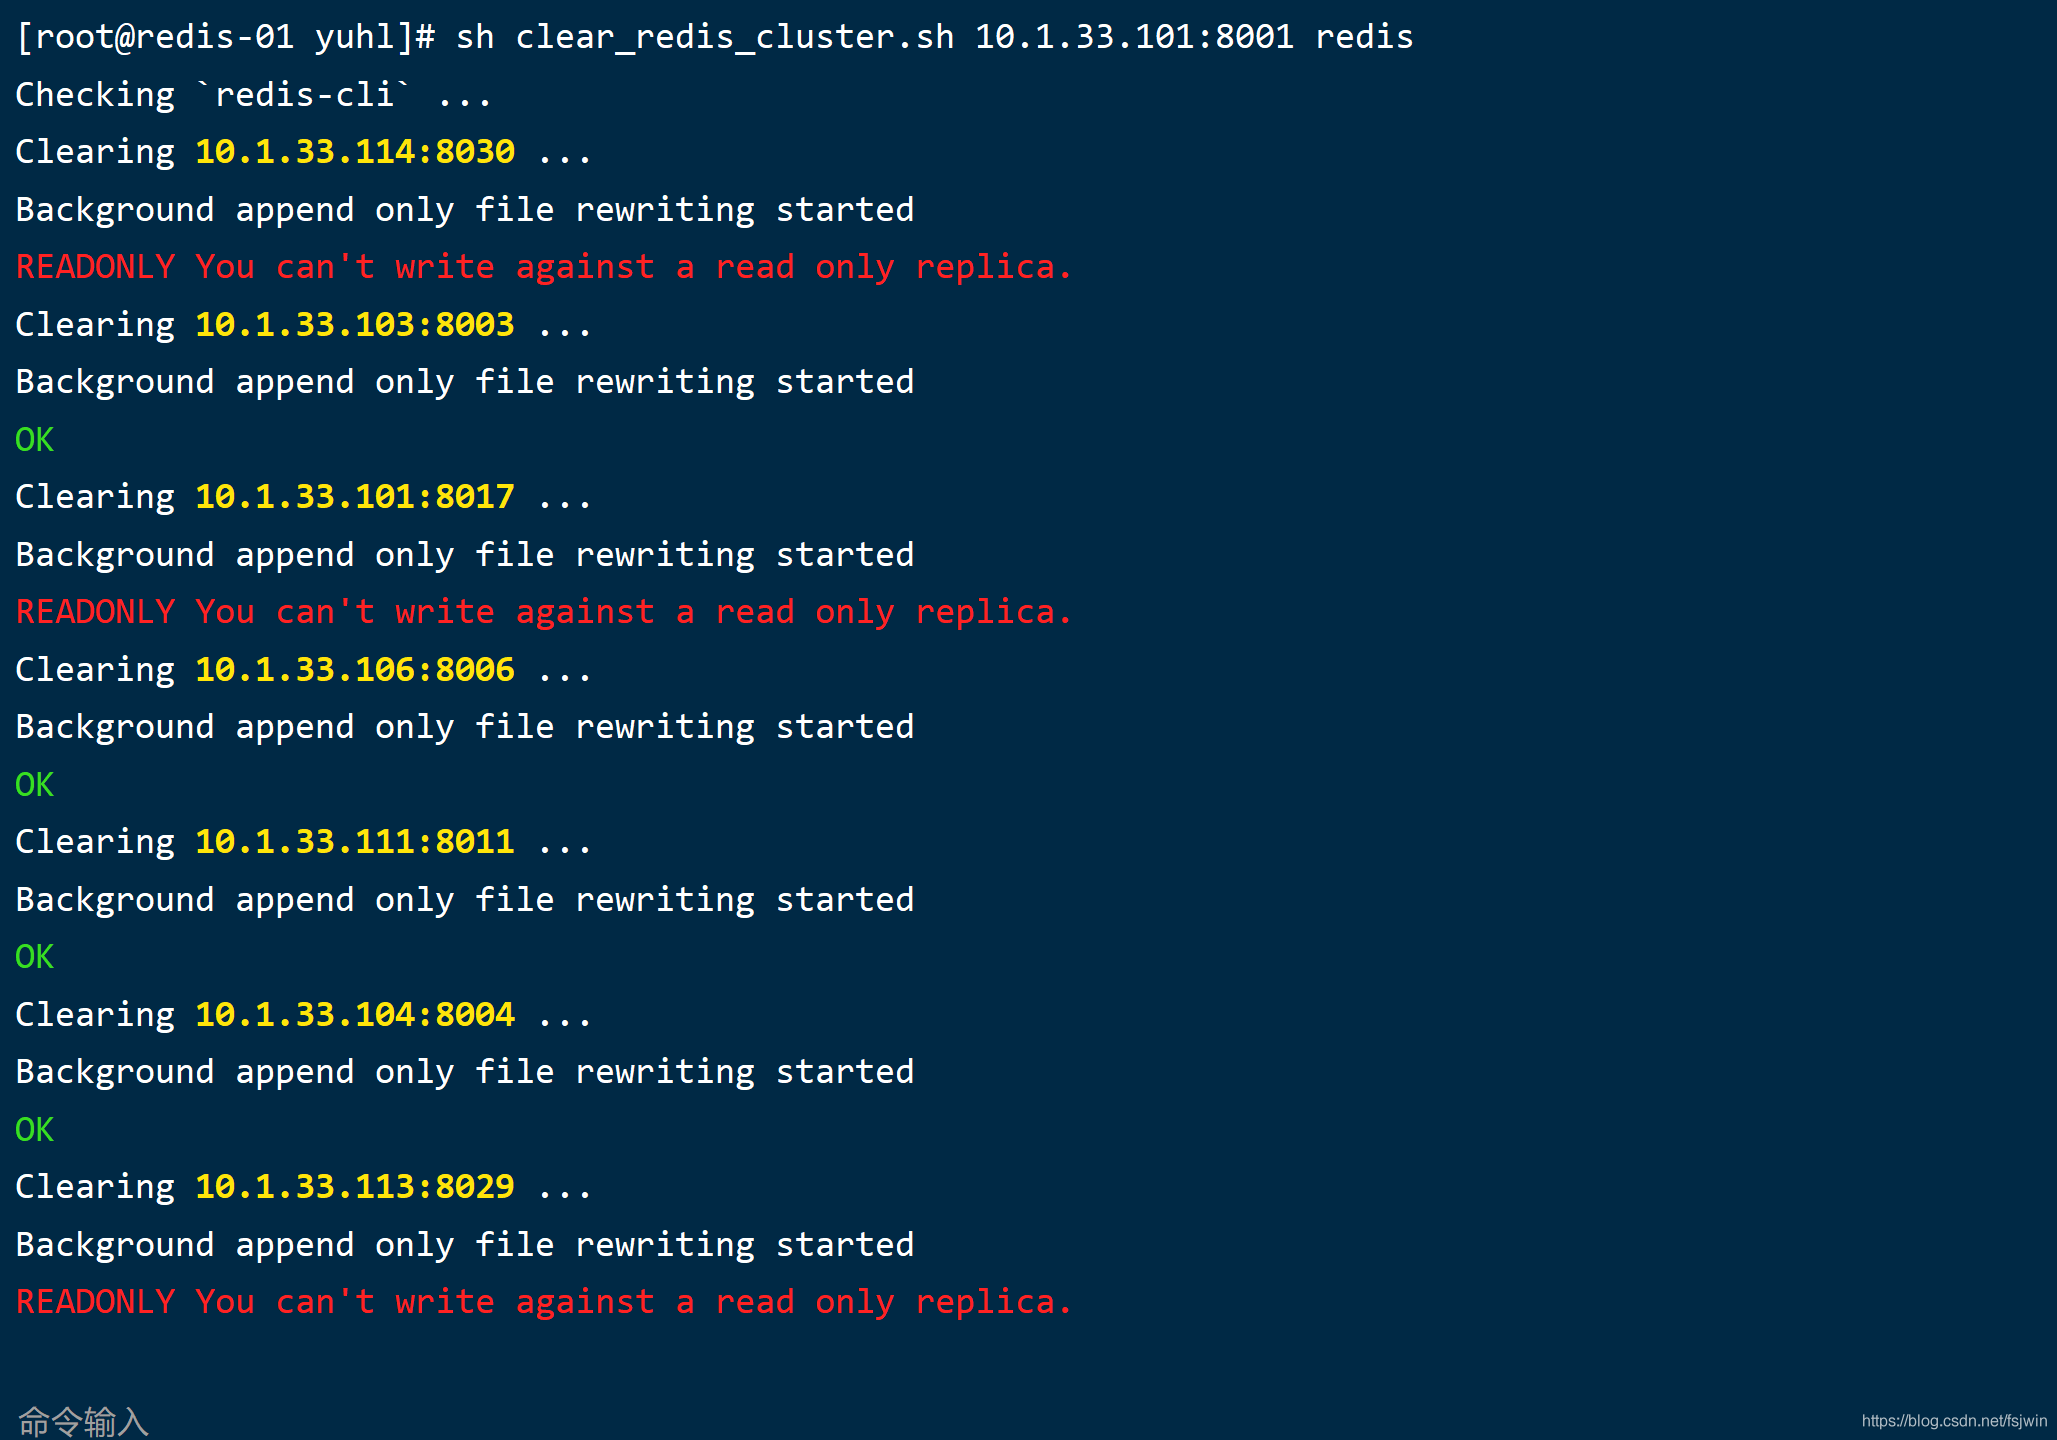 [root@redis-01 yuhl]# sh clear_redis_cluster.sh 10.1.33.101:8001 redis
Checking `redis-cli` ...
Clearing 10.1.33.114:8030 ...
Background append only file rewriting started
READONLY You can't write against a read only replica.
Clearing 10.1.33.103:8003 ...
Background append only file rewriting started
OK
Clearing 10.1.33.101:8017 ...
Background append only file rewriting started
READONLY You can't write against a read only replica.
Clearing 10.1.33.106:8006 ...
Background append only file rewriting started
OK
Clearing 10.1.33.111:8011 ...
Background append only file rewriting started
OK
Clearing 10.1.33.104:8004 ...
Background append only file rewriting started
OK
Clearing 10.1.33.113:8029 ...
Background append only file rewriting started
READONLY You can't write against a read only replica.
命令输入
https://blog.csdn.net/fsjwin